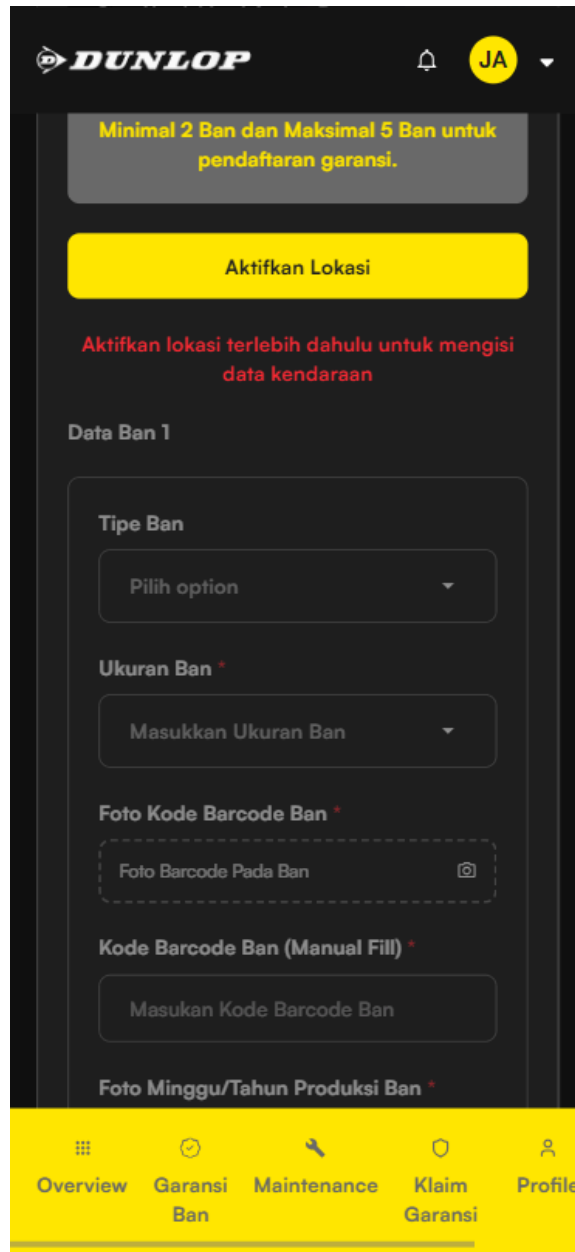 DUNLOP
JA
Minimal 2 Ban dan Maksimal 5 Ban untuk
pendaftaran garansi.
Aktifkan Lokasi
Aktifkan lokasi terlebih dahulu untuk mengisi
data kendaraan
Data Ban 1
Tipe Ban
Pilih option
Ukuran Ban *
Masukkan Ukuran Ban
Foto Kode Barcode Ban *
Foto Barcode Pada Ban
Kode Barcode Ban (Manual Fill) *
Masukan Kode Barcode Ban
Foto Minggu/Tahun Produksi Ban *
Overview
Garansi
Ban
Maintenance
Klaim
Garansi
Profile